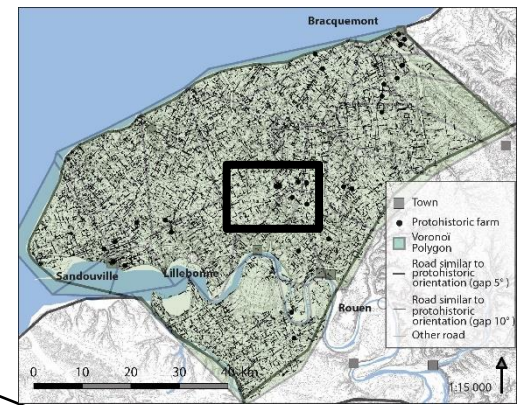 Bracquemont
Town
Protohistoric farm
Voronoï
Polygon
Road similar to
protohistoric
orientation (gap 5°)
Road similar to
protohistoric
orientation (gap 10°)
Other road
Sandouville
Lillebonne
Rouen
0 10 20 30 40 km
1:15 000